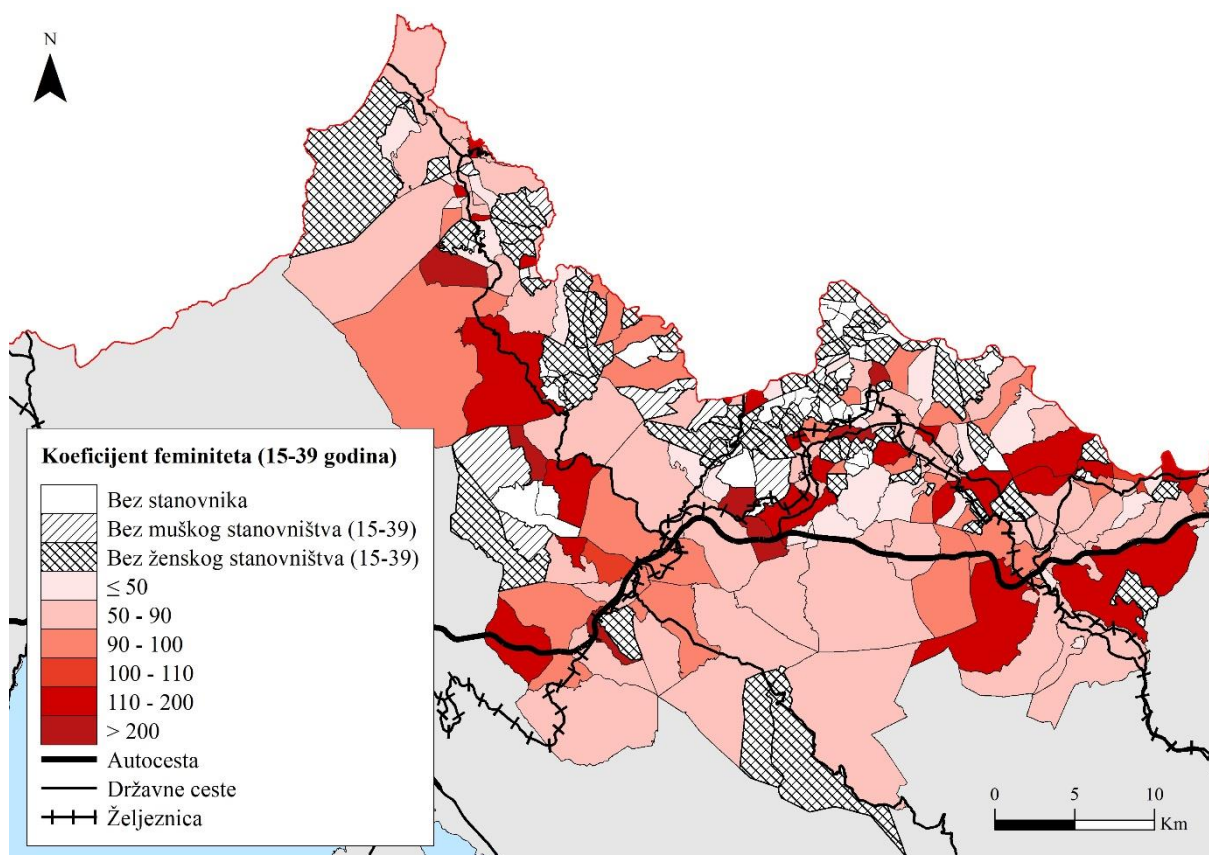 N
Koeficijent feminiteta (15-39 godina)
Bez stanovnika
Bez muškog stanovništva (15-39)
Bez ženskog stanovništva (15-39)
≤ 50
50 - 90
90 - 100
100 - 110
110 - 200
> 200
Autocesta
Državne ceste
Željeznica
0 5 10
Km